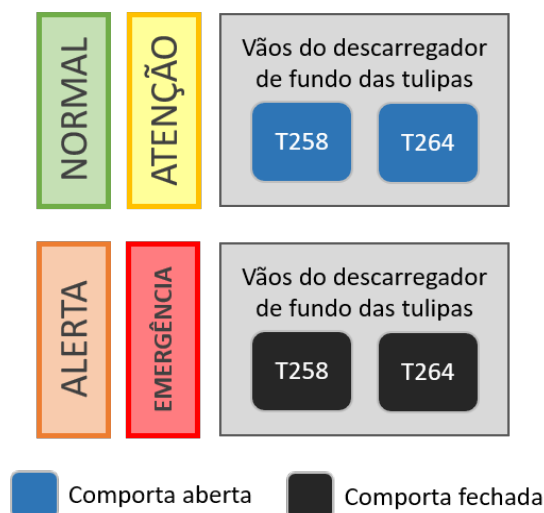 NORMAL
ATENÇÃO
Vãos do descarregador
de fundo das tulipas
T258
T264
ALERTA
EMERGÊNCIA
Vãos do descarregador
de fundo das tulipas
T258
T264
Comporta aberta
Comporta fechada